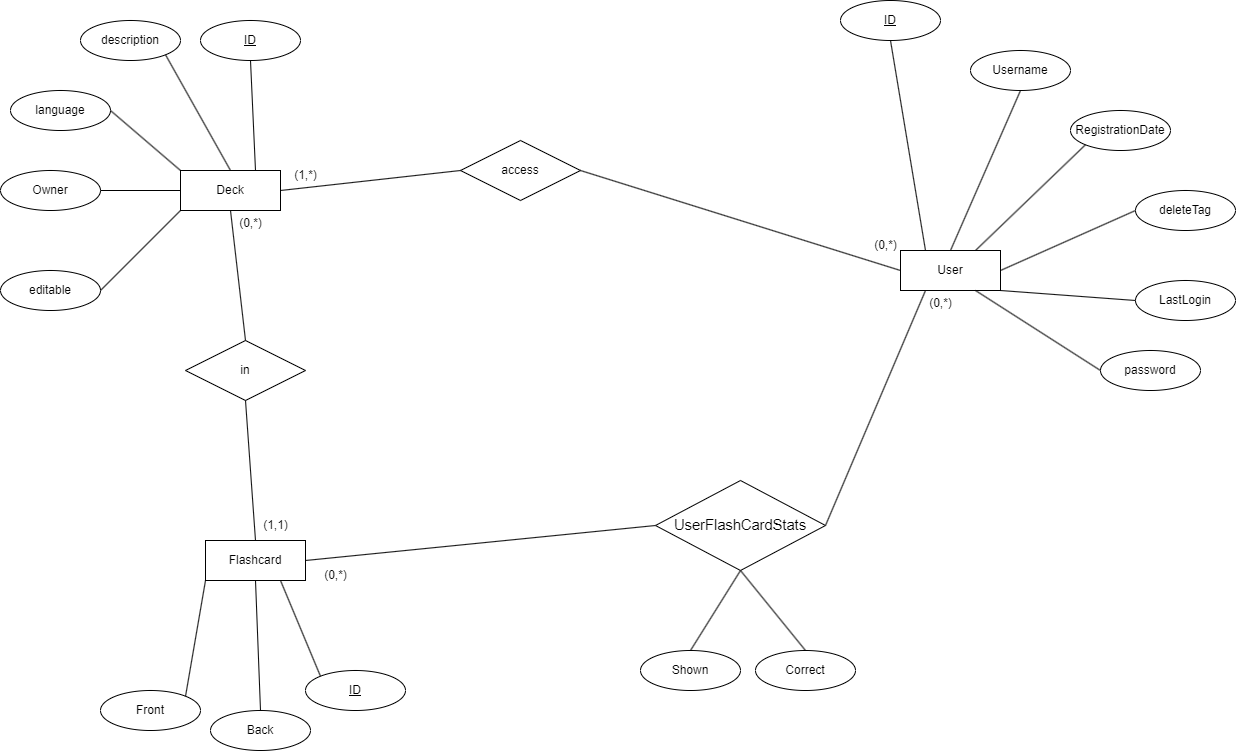 ID
description
ID
Username
language
RegistrationDate
access
(1,*)
Owner
Deck
deleteTag
(0,*)
(0,*)
User
editable
LastLogin
(0,*)
in
password
(1,1)
UserFlashCardStats
Flashcard
(0,*)
Shown
Correct
ID
Front
Back